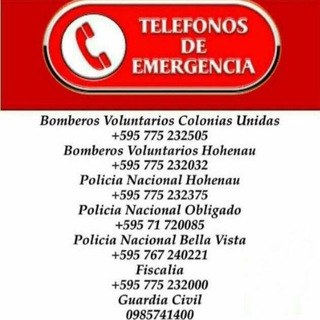 TELEFONOS
DE
EMERGENCIA
Bomberos Voluntarios Colonias Unidas
+595 775 232505
Bomberos Voluntarios Hohenau
+595 775 232032
Policia Nacional Hohenau
+595 775 232375
Policia Nacional Obligado
+595 71 720085
Policia Nacional Bella Vista
+595 767 240221
Fiscalia
+595 775 232000
Guardia Civil
0985741400